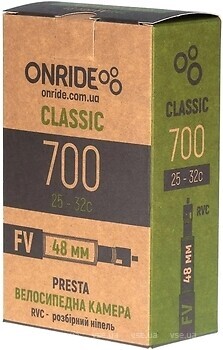 ONRIDE
onride.com.ua
CLASSIC
700
25 - 32c
FV
48 мм
PRESTA
ВЕЛОСИПЕДНА КАМЕРА
RVC - розбірний ніпель
CLASSIC
700
25 - 32c
RVC
48 мм
FV